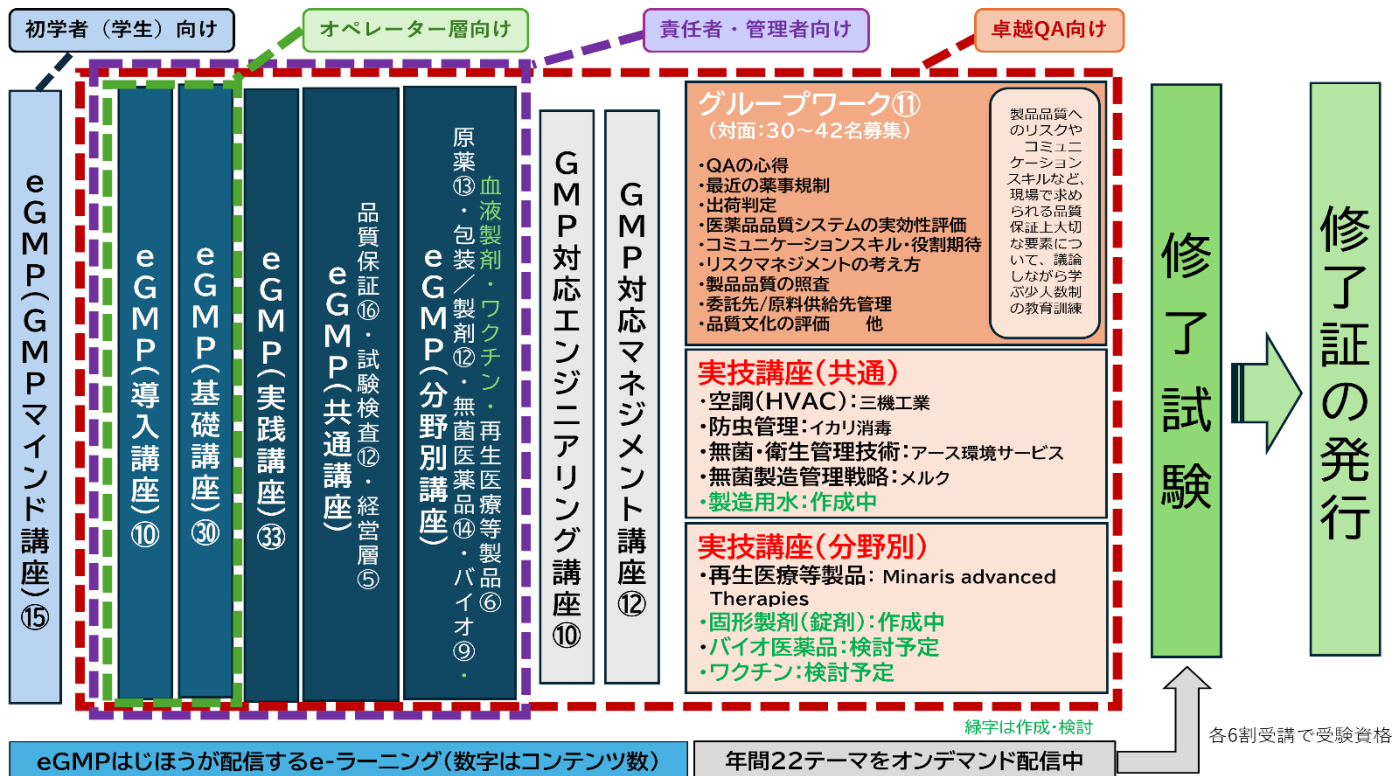 初学者（学生）向け
オペレーター層向け
責任者・管理者向け
卓越QA向け
eGMP(GMPマインド講座)⑮
eGMP(導入講座)⑩
eGMP(基礎講座)㉚
eGMP(実践講座)㉝
eGMP(共通講座)
品質保証⑯・試験検査⑫・経営層⑤
eGMP(分野別講座)
原薬⑬・包装／製剤⑫・無菌医薬品⑭・バイオ⑨・
血液製剤・ワクチン・再生医療等製品⑥
GMP対応エンジニアリング講座⑩
GMP対応マネジメント講座⑫
グループワーク⑪
（対面：30～42名募集）
・QAの心得
・最近の薬事規制
・出荷判定
・医薬品品質システムの実効性評価
・コミュニケーションスキル・役割期待
・リスクマネジメントの考え方
・製品品質の照査
・委託先/原料供給先管理
・品質文化の評価　他
製品品質へ
のリスクや
コミュニ
ケーション
スキルなど、
現場で求め
られる品質
保証上大切
な要素につ
いて、議論
しながら学
ぶ少人数制
の教育訓練
実技講座（共通）
・空調(HVAC)：三機工業
・防虫管理：イカリ消毒
・無菌・衛生管理技術：アース環境サービス
・無菌製造管理戦略：メルク
・製造用水：作成中
実技講座（分野別）
・再生医療等製品： Minaris advanced
Therapies
・固形製剤（錠剤）：作成中
・バイオ医薬品：検討予定
・ワクチン：検討予定
修了試験
修了証の発行
緑字は作成・検討
各6割受講で受験資格
eGMPはじほうが配信するe-ラーニング（数字はコンテンツ数）
年間22テーマをオンデマンド配信中